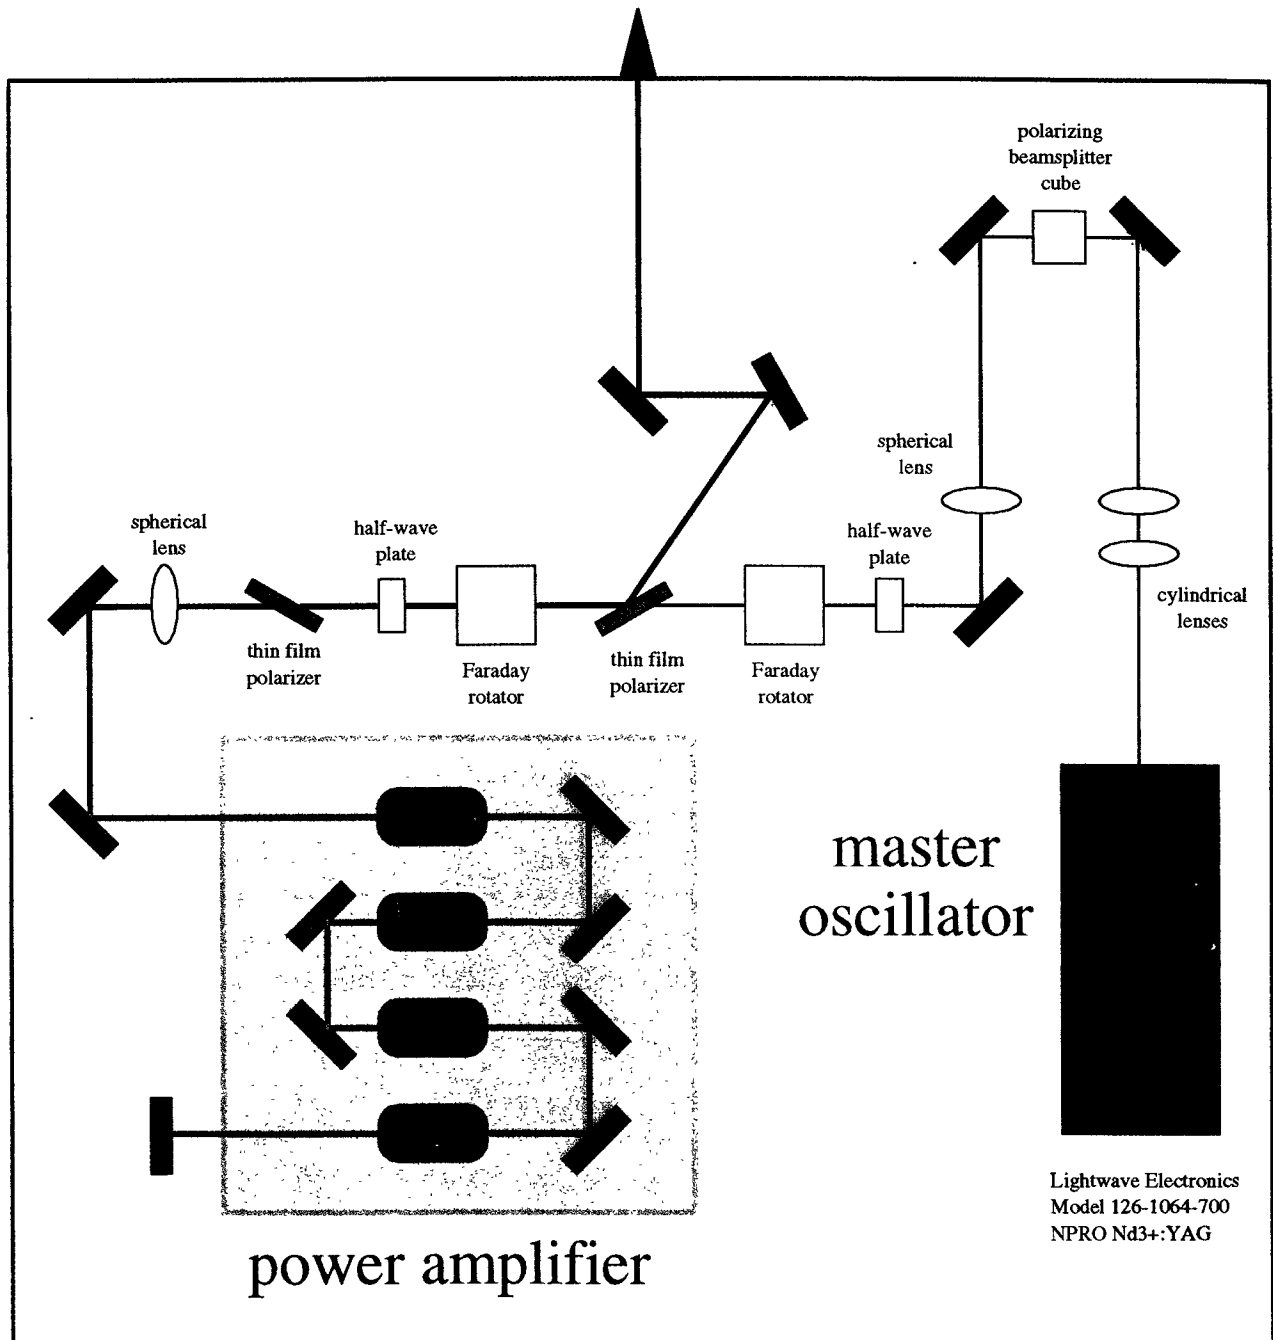 polarizing
beamsplitter
cube
spherical
lens
spherical
lens
half-wave
plate
half-wave
plate
cylindrical
lenses
thin film
polarizer
Faraday
rotator
thin film
polarizer
Faraday
rotator
master
oscillator
Lightwave Electronics
Model 126-1064-700
NPRO Nd3+:YAG
power amplifier